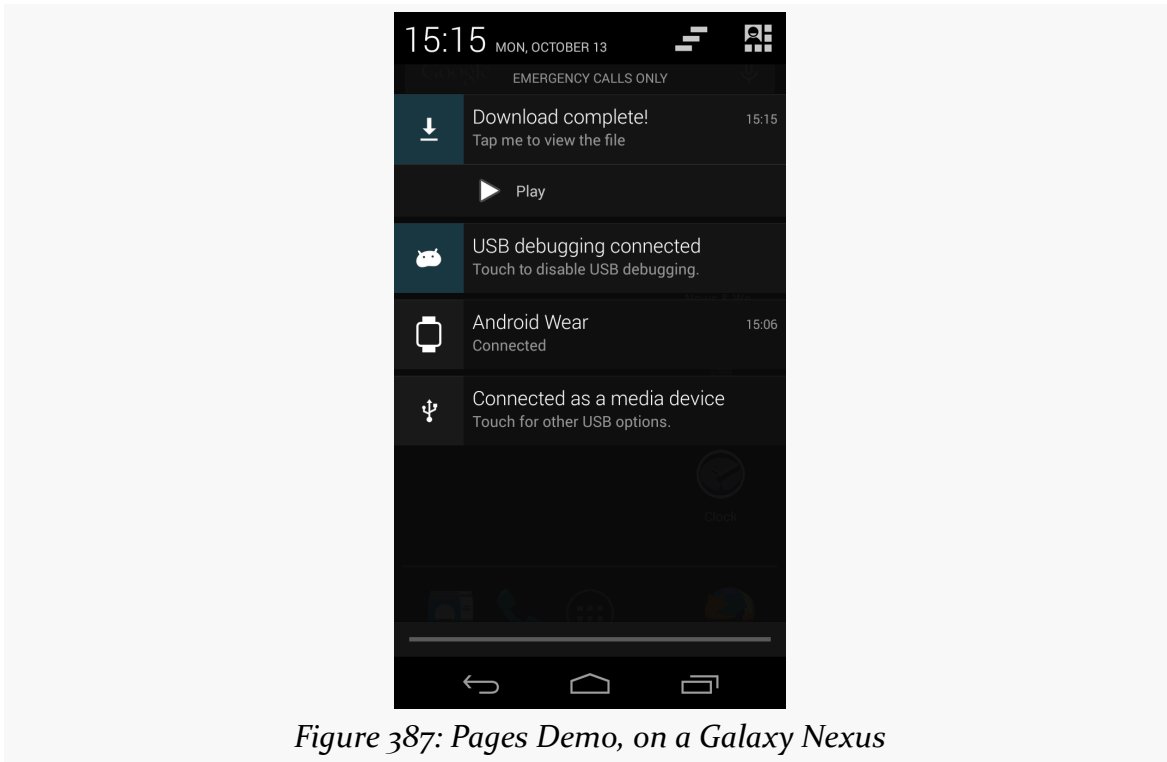 15:15 MON, OCTOBER 13
EMERGENCY CALLS ONLY
Download complete! 15:15
Tap me to view the file
Play
USB debugging connected
Touch to disable USB debugging.
Android Wear 15:06
Connected
Connected as a media device
Touch for other USB options.
Clock
Figure 387: Pages Demo, on a Galaxy Nexus